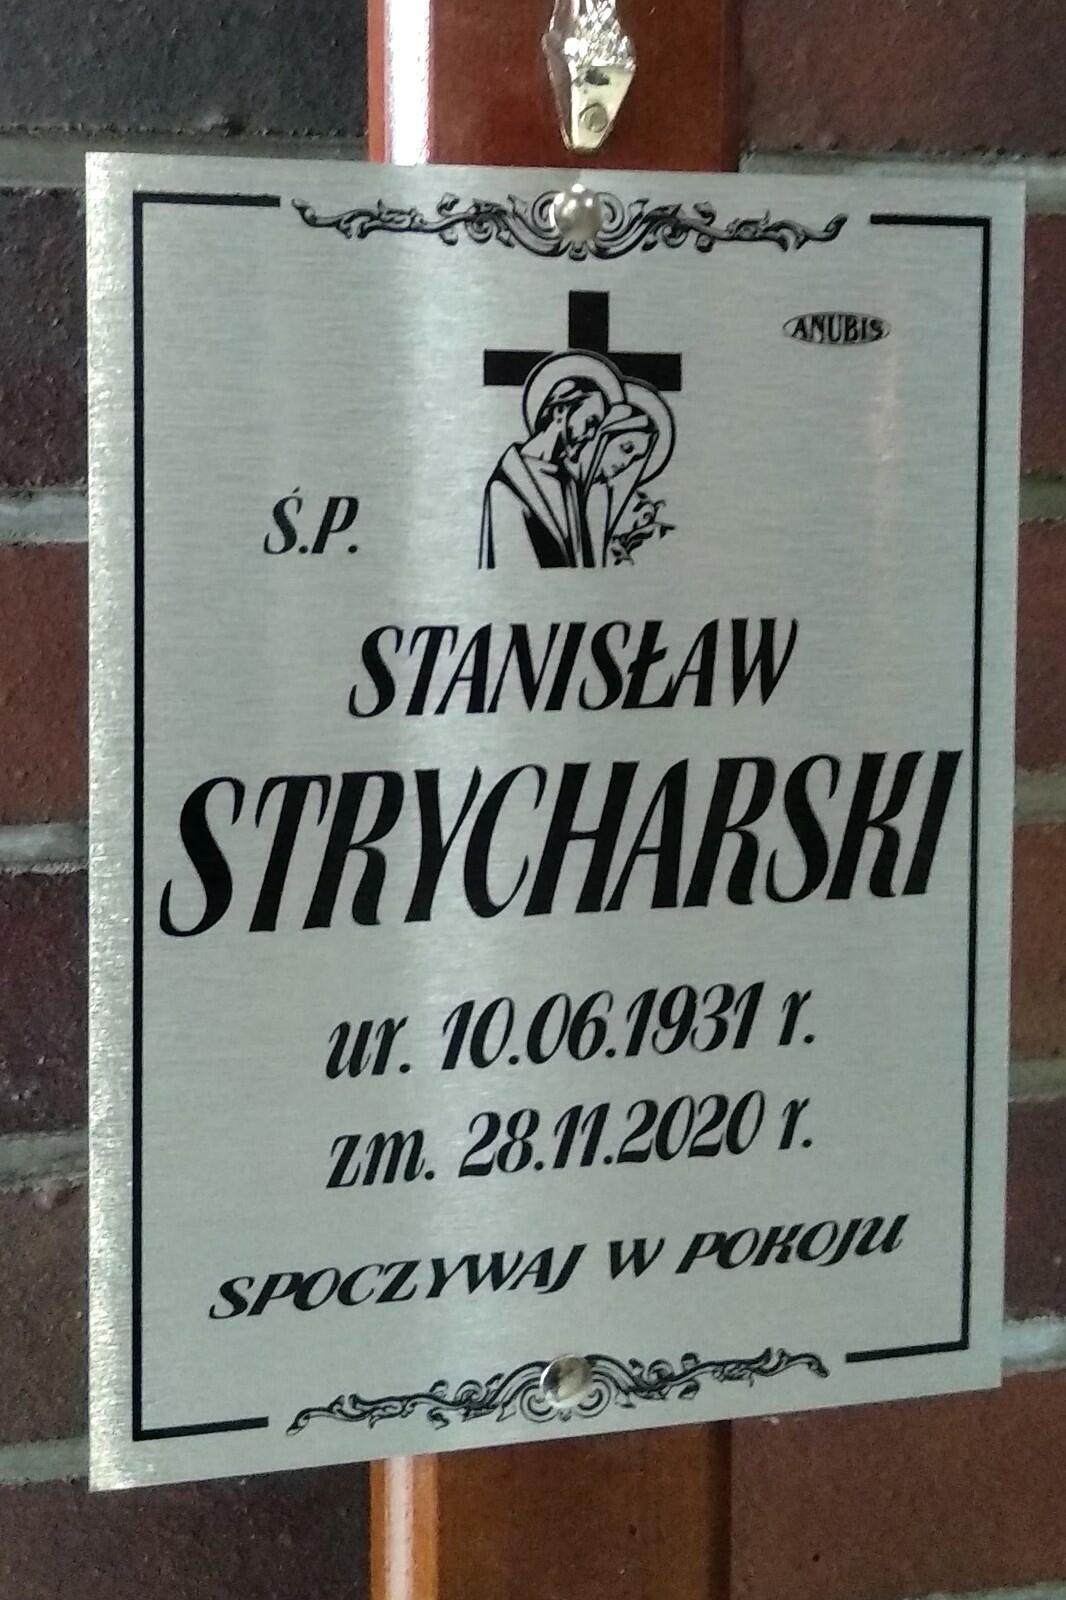 ANUBIS
Ś.P.
STANISŁAW
STRYCHARSKI
ur. 10.06.1931 r.
zm. 28.11.2020 r.
SPOCZYWAJ W POKOJU